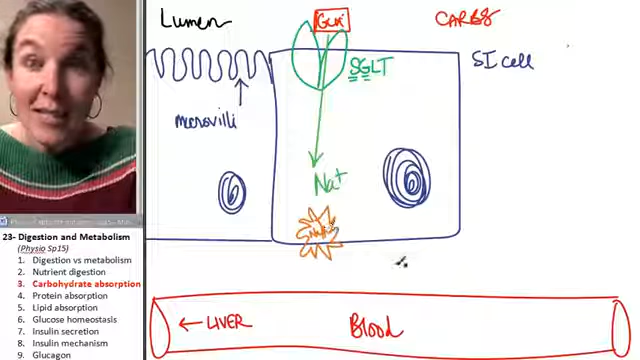 Lumen
Glu
CARBS
SGLT
SI cell
microvilli
Na+
23- Digestion and Metabolism
(Physio Sp15)
1. Digestion vs metabolism
2. Nutrient digestion
3. Carbohydrate absorption
4. Protein absorption
5. Lipid absorption
6. Glucose homeostasis
7. Insulin secretion
8. Insulin mechanism
9. Glucagon
← LIVER
Blood